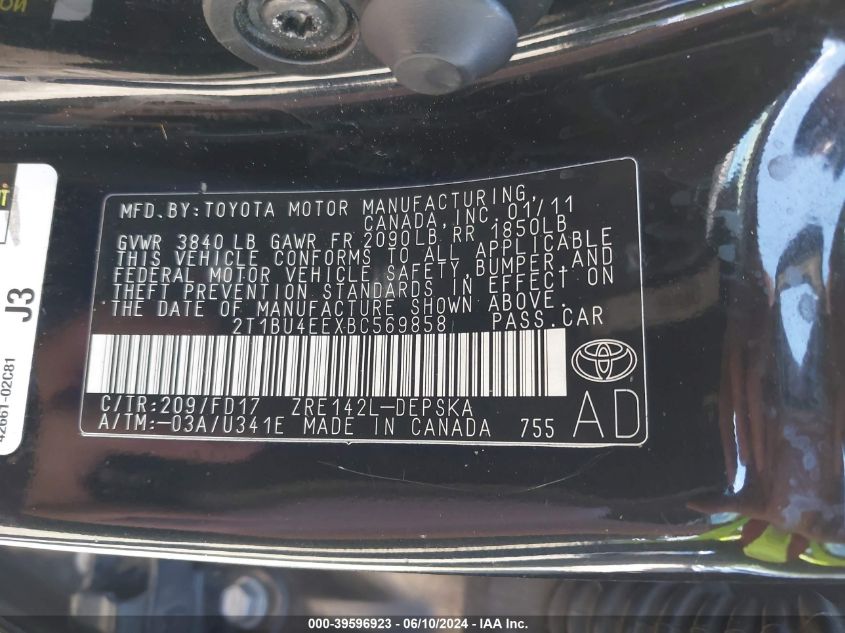 MFD. BY: TOYOTA MOTOR MANUFACTURING,
CANADA, INC. 01/11
GVWR 3840 LB GAWR FR 2090LB RR 1850LB
THIS VEHICLE CONFORMS TO ALL APPLICABLE
FEDERAL MOTOR VEHICLE SAFETY, BUMPER AND
THEFT PREVENTION STANDARDS IN EFFECT ON
THE DATE OF MANUFACTURE SHOWN ABOVE.
2T1BU4EEXBC569858 PASS. CAR
C/TR: 209/FD17 ZRE142L-DEPSKA
A/TM: -03A/U341E MADE IN CANADA 755
AD
J3
42661-02C81
000-39596923 - 06/10/2024 - IAA Inc.